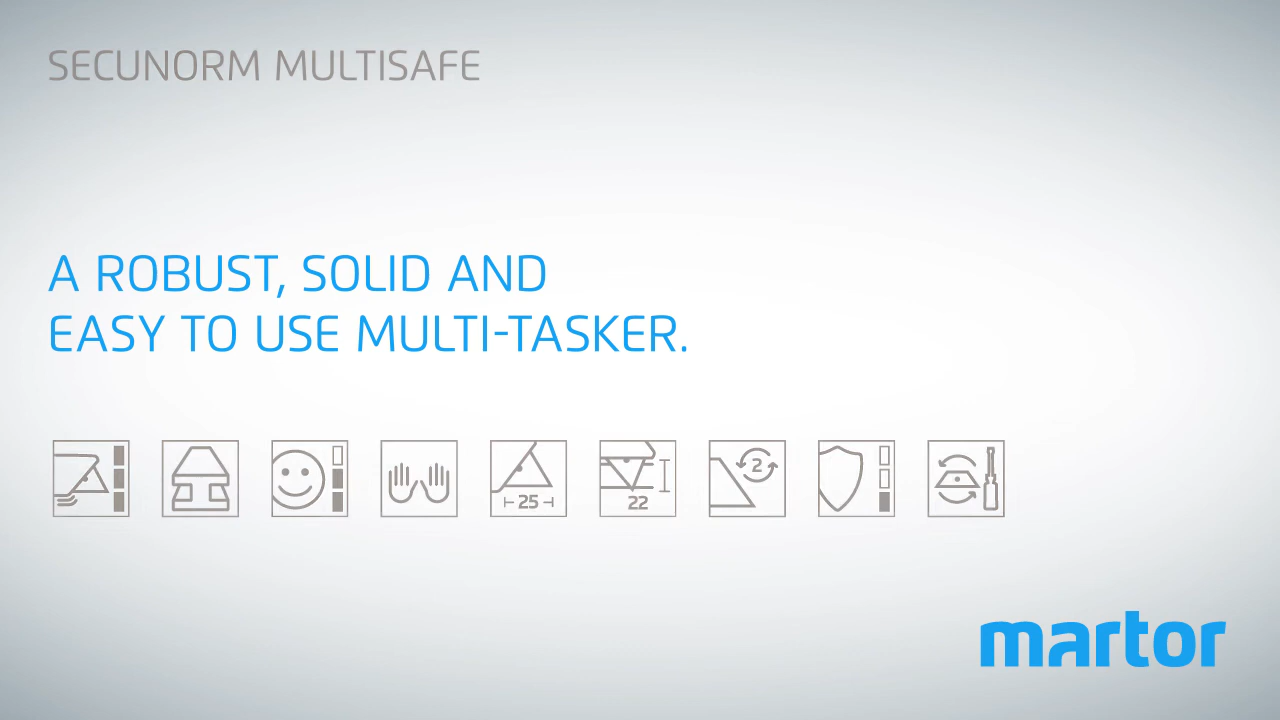 SECUNORM MULTISAFE
A ROBUST, SOLID AND
EASY TO USE MULTI-TASKER.
25
22
2
martor